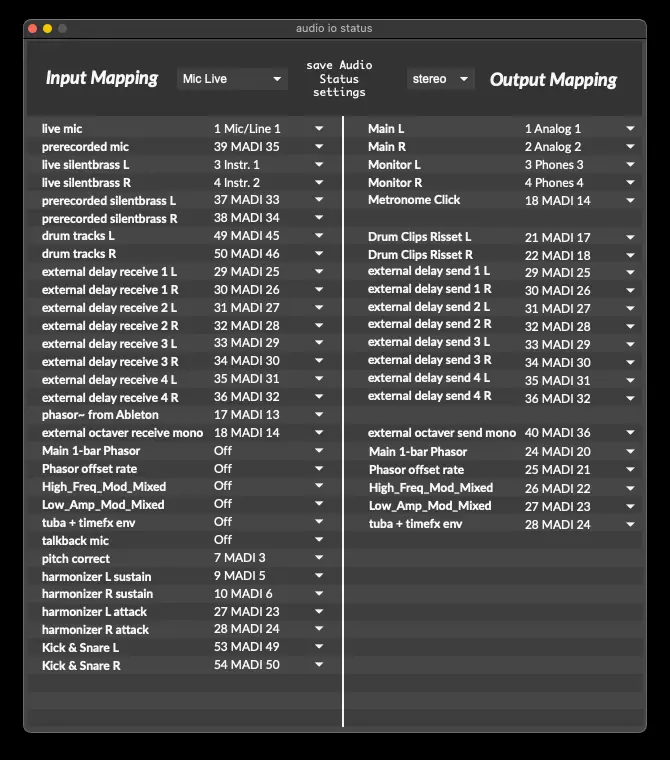 audio io status
Input Mapping
Mic Live
save Audio
Status
settings
stereo
Output Mapping
live mic 1 Mic/Line 1
prerecorded mic 39 MADI 35
live silentbrass L 3 Instr. 1
live silentbrass R 4 Instr. 2
prerecorded silentbrass L 37 MADI 33
prerecorded silentbrass R 38 MADI 34
drum tracks L 49 MADI 45
drum tracks R 50 MADI 46
external delay receive 1 L 29 MADI 25
external delay receive 1 R 30 MADI 26
external delay receive 2 L 31 MADI 27
external delay receive 2 R 32 MADI 28
external delay receive 3 L 33 MADI 29
external delay receive 3 R 34 MADI 30
external delay receive 4 L 35 MADI 31
external delay receive 4 R 36 MADI 32
phasor~ from Ableton 17 MADI 13
external octaver receive mono 18 MADI 14
Main 1-bar Phasor Off
Phasor offset rate Off
High_Freq_Mod_Mixed Off
Low_Amp_Mod_Mixed Off
tuba + timefx env Off
talkback mic Off
pitch correct 7 MADI 3
harmonizer L sustain 9 MADI 5
harmonizer R sustain 10 MADI 6
harmonizer L attack 27 MADI 23
harmonizer R attack 28 MADI 24
Kick & Snare L 53 MADI 49
Kick & Snare R 54 MADI 50
Main L 1 Analog 1
Main R 2 Analog 2
Monitor L 3 Phones 3
Monitor R 4 Phones 4
Metronome Click 18 MADI 14
Drum Clips Risset L 21 MADI 17
Drum Clips Risset R 22 MADI 18
external delay send 1 L 29 MADI 25
external delay send 1 R 30 MADI 26
external delay send 2 L 31 MADI 27
external delay send 2 R 32 MADI 28
external delay send 3 L 33 MADI 29
external delay send 3 R 34 MADI 30
external delay send 4 L 35 MADI 31
external delay send 4 R 36 MADI 32
external octaver send mono 40 MADI 36
Main 1-bar Phasor 24 MADI 20
Phasor offset rate 25 MADI 21
High_Freq_Mod_Mixed 26 MADI 22
Low_Amp_Mod_Mixed 27 MADI 23
tuba + timefx env 28 MADI 24